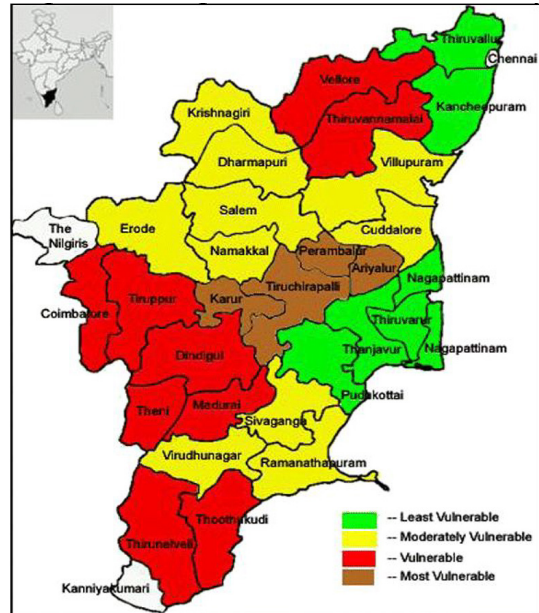 Thiruvallur
Chennai
Vellore
Kancheepuram
Krishnagiri
Thiruvannamalai
Dharmapuri
Villupuram
The
Nilgiris
Erode
Salem
Cuddalore
Namakkal
Perambalur
Ariyalur
Nagapattinam
Tiruchirapalli
Karur
Tiruppur
Coimbatore
Thiruvarur
Thanjavur
Nagapattinam
Dindigul
Pudukottai
Theni
Madurai
Sivaganga
Virudhunagar
Ramanathapuram
Thoothukudi
Thirunelveli
Kanniyakumari
-- Least Vulnerable
-- Moderately Vulnerable
-- Vulnerable
-- Most Vulnerable